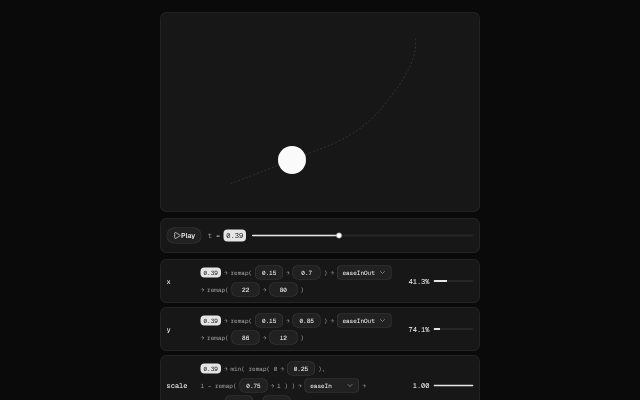 Play t = 0.39
x 0.39 → remap( 0.15 → 0.7 ) → easeInOut 41.3%
→ remap( 22 → 80 )
y 0.39 → remap( 0.15 → 0.85 ) → easeInOut 74.1%
→ remap( 86 → 12 )
0.39 → min( remap( 0 → 0.25 ),
scale 1 - remap( 0.75 → 1 ) ) → easeIn → 1.00